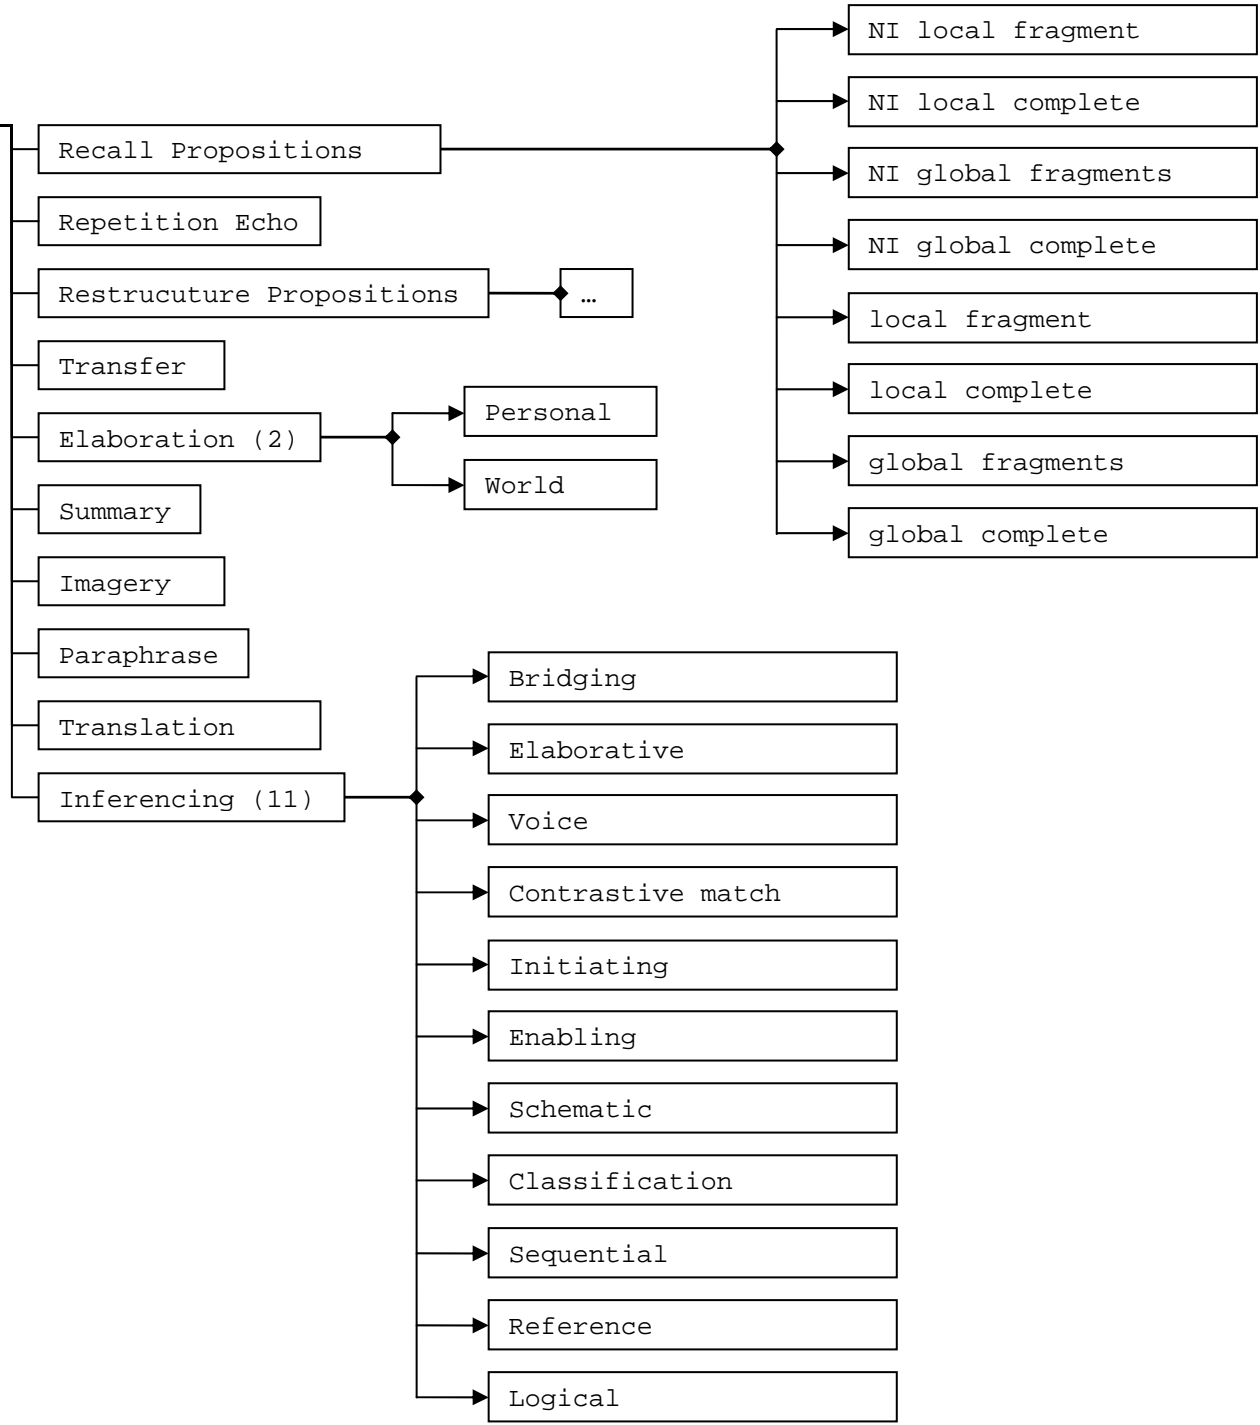 NI local fragment
NI local complete
Recall Propositions
NI global fragments
Repetition Echo
NI global complete
Restrucuture Propositions
…
local fragment
Transfer
local complete
Personal
Elaboration (2)
global fragments
World
Summary
global complete
Imagery
Paraphrase
Bridging
Translation
Elaborative
Inferencing (11)
Voice
Contrastive match
Initiating
Enabling
Schematic
Classification
Sequential
Reference
Logical